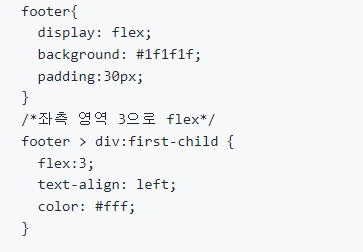 footer{
  display: flex;
  background: #1f1f1f;
  padding:30px;
}
/*좌측 영역 3으로 flex*/
footer > div:first-child {
  flex:3;
  text-align: left;
  color: #fff;
}